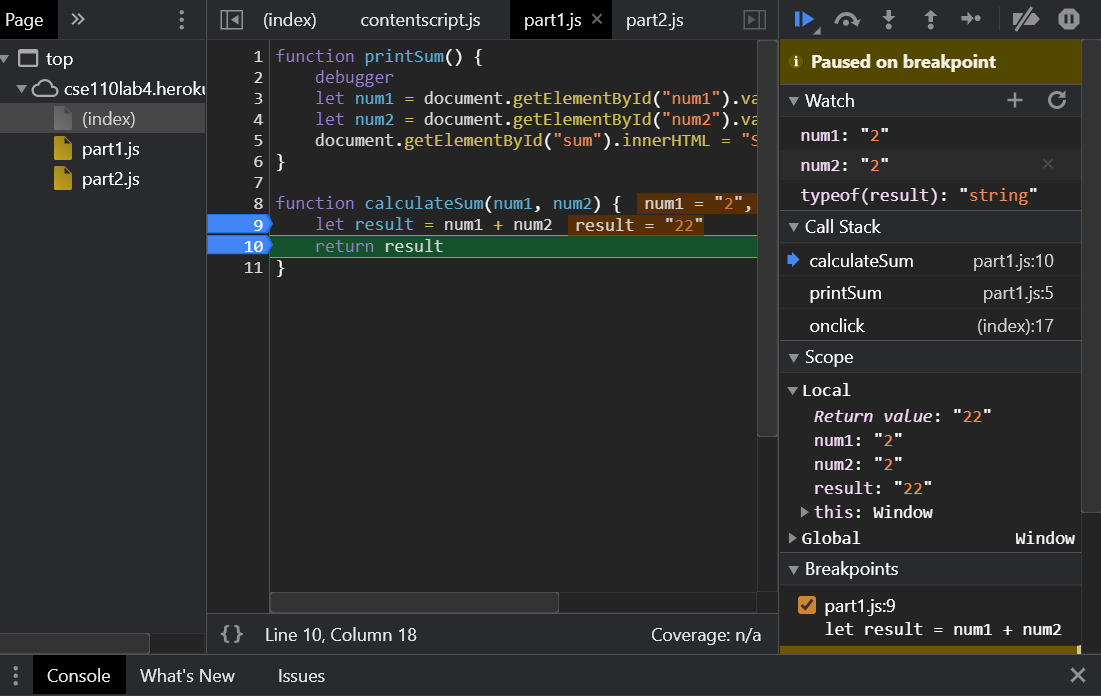 Page
(index)
contentscript.js
part1.js
part2.js
top
cse110lab4.heroku
(index)
part1.js
part2.js
1 function printSum() {
2 debugger
3 let num1 = document.getElementById("num1").va
4 let num2 = document.getElementById("num2").va
5 document.getElementById("sum").innerHTML = "S
6 }
7
8 function calculateSum(num1, num2) { num1 = "2",
9 let result = num1 + num2 result = "22"
10 return result
11 }
{} Line 10, Column 18
Coverage: n/a
Paused on breakpoint
Watch
num1: "2"
num2: "2"
typeof(result): "string"
Call Stack
calculateSum part1.js:10
printSum part1.js:5
onclick (index):17
Scope
Local
Return value: "22"
num1: "2"
num2: "2"
result: "22"
this: Window
Global Window
Breakpoints
part1.js:9
let result = num1 + num2
Console
What's New
Issues